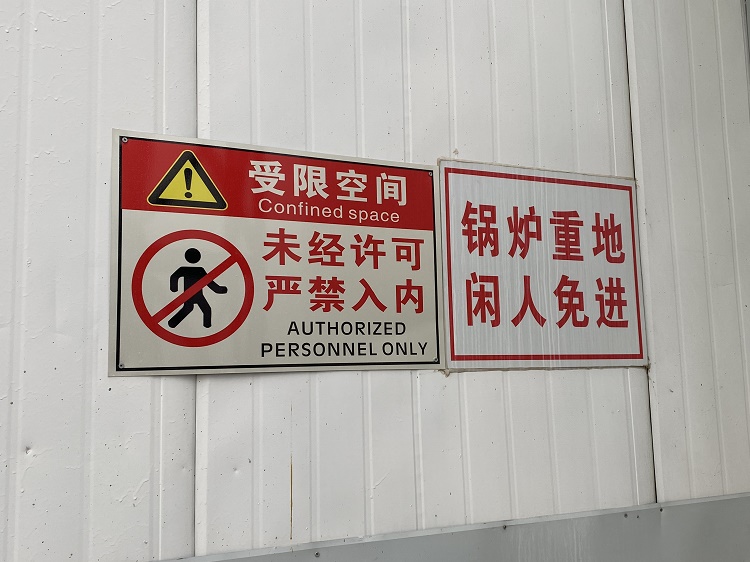 受限空间
Confined space
未经许可
严禁入内
AUTHORIZED
PERSONNEL ONLY
锅炉重地
闲人免进